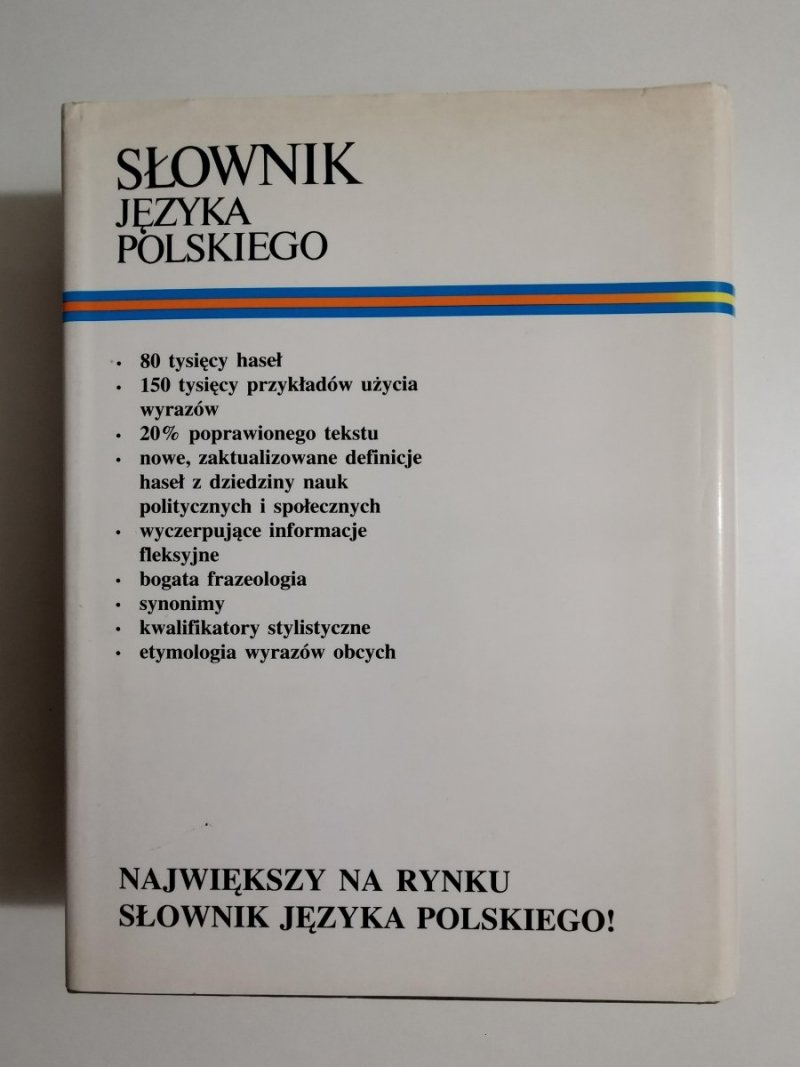 SŁOWNIK
JĘZYKA
POLSKIEGO
• 80 tysięcy haseł
• 150 tysięcy przykładów użycia
wyrazów
• 20% poprawionego tekstu
• nowe, zaktualizowane definicje
haseł z dziedziny nauk
politycznych i społecznych
• wyczerpujące informacje
fleksyjne
• bogata frazeologia
• synonimy
• kwalifikatory stylistyczne
• etymologia wyrazów obcych
NAJWIĘKSZY NA RYNKU
SŁOWNIK JĘZYKA POLSKIEGO!